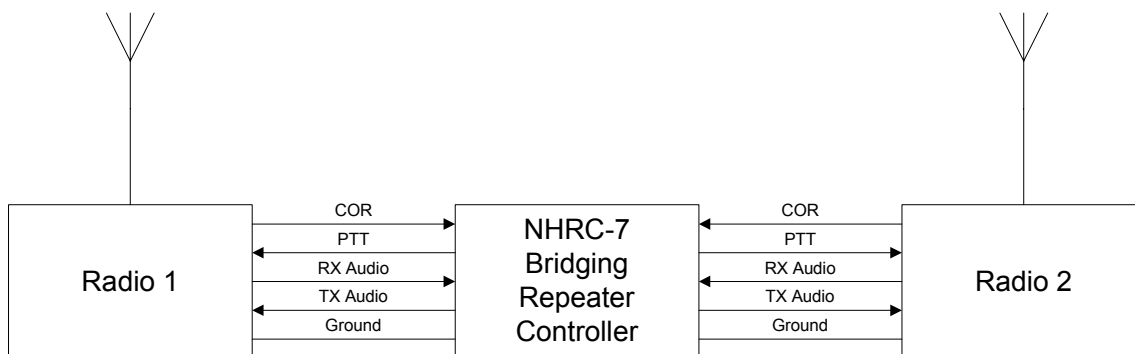 COR
PTT
RX Audio
TX Audio
Ground
Radio 1
NHRC-7
Bridging
Repeater
Controller
COR
PTT
RX Audio
TX Audio
Ground
Radio 2